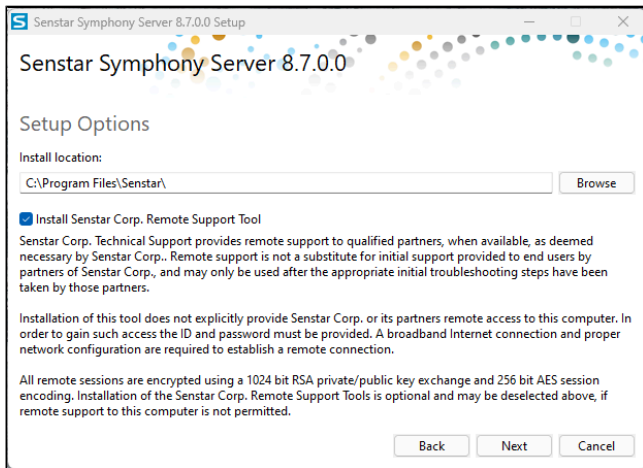 Senstar Symphony Server 8.7.0.0 Setup
Senstar Symphony Server 8.7.0.0
Setup Options
Install location:
C:\Program Files\Senstar\
Browse
Install Senstar Corp. Remote Support Tool
Senstar Corp. Technical Support provides remote support to qualified partners, when available, as deemed
necessary by Senstar Corp.. Remote support is not a substitute for initial support provided to end users by
partners of Senstar Corp., and may only be used after the appropriate initial troubleshooting steps have been
taken by those partners.
Installation of this tool does not explicitly provide Senstar Corp. or its partners remote access to this computer. In
order to gain such access the ID and password must be provided. A broadband Internet connection and proper
network configuration are required to establish a remote connection.
All remote sessions are encrypted using a 1024 bit RSA private/public key exchange and 256 bit AES session
encoding. Installation of the Senstar Corp. Remote Support Tools is optional and may be deselected above, if
remote support to this computer is not permitted.
Back
Next
Cancel